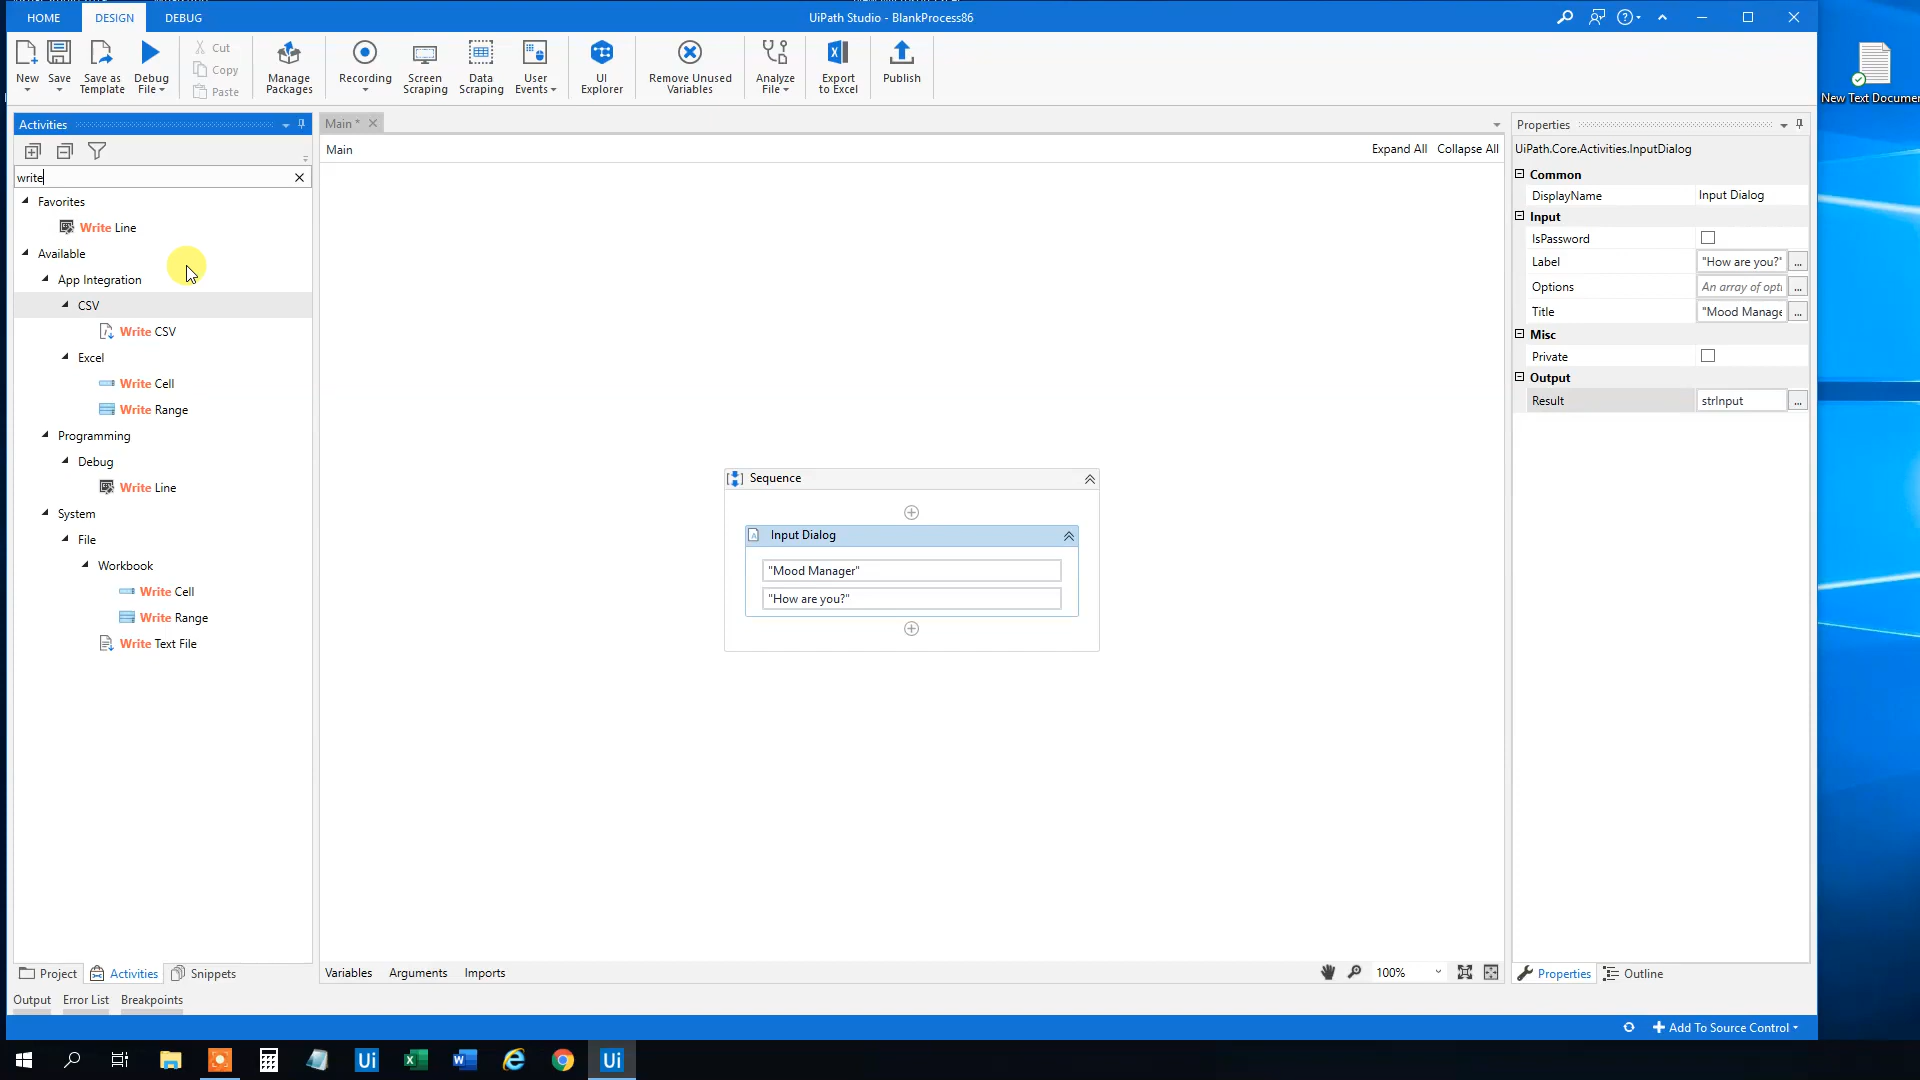 HOME DESIGN DEBUG UiPath Studio - BlankProcess86
New Save Save as Template Debug File Cut Copy Paste Manage Packages Recording Screen Scraping Data Scraping User Events UI Explorer Remove Unused Variables Analyze File Export to Excel Publish
New Text Documen
Activities
Main *
Properties
Main
Expand All Collapse All
UiPath.Core.Activities.InputDialog
write
Favorites
Write Line
Available
App Integration
CSV
Write CSV
Excel
Write Cell
Write Range
Programming
Debug
Write Line
System
File
Workbook
Write Cell
Write Range
Write Text File
Sequence
Input Dialog
"Mood Manager"
"How are you?"
Common
DisplayName Input Dialog
Input
IsPassword
Label "How are you?" ...
Options An array of opti ...
Title "Mood Manage ...
Misc
Private
Output
Result strInput ...
Project Activities Snippets
Variables Arguments Imports
100%
Properties Outline
Output Error List Breakpoints
Add To Source Control
Ui
Ui